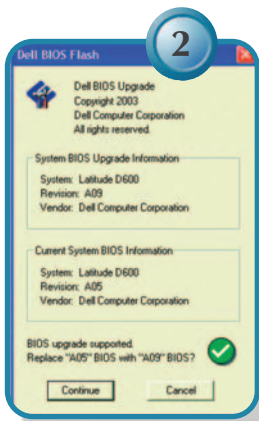 2
Dell BIOS Flash
Dell BIOS Upgrade
Copyright 2003
Dell Computer Corporation
All rights reserved.
System BIOS Upgrade Information
System: Latitude D600
Revision: A09
Vendor: Dell Computer Corporation
Current System BIOS Information
System: Latitude D600
Revision: A05
Vendor: Dell Computer Corporation
BIOS upgrade supported.
Replace "A05" BIOS with "A09" BIOS?
Continue
Cancel